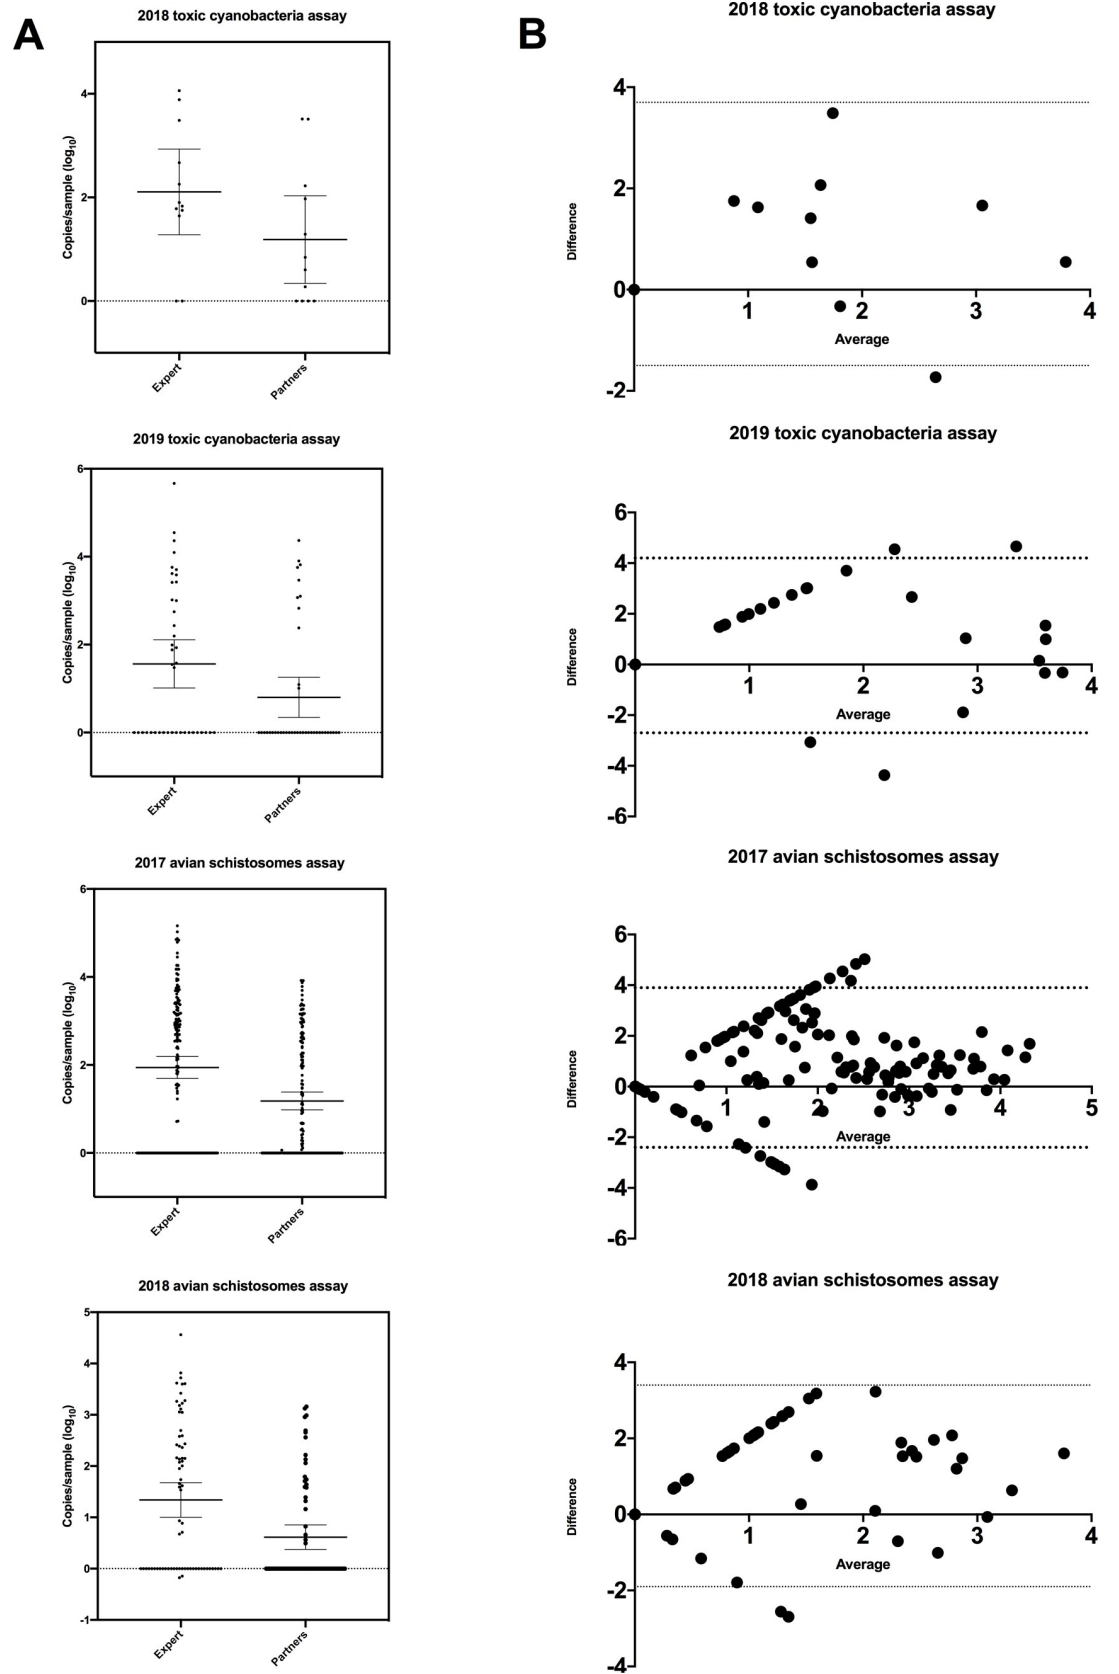 A
2018 toxic cyanobacteria assay
Copies/sample (log10)
4
2
0
Expert
Partners
2019 toxic cyanobacteria assay
Copies/sample (log10)
6
4
2
0
Expert
Partners
2017 avian schistosomes assay
Copies/sample (log10)
6
4
2
0
Expert
Partners
2018 avian schistosomes assay
Copies/sample (log10)
5
4
3
2
1
0
-1
Expert
Partners
B
2018 toxic cyanobacteria assay
Difference
4
2
0
-2
1 2 3 4
Average
2019 toxic cyanobacteria assay
Difference
6
4
2
0
-2
-4
-6
1 2 3 4
Average
2017 avian schistosomes assay
Difference
6
4
2
0
-2
-4
-6
1 2 3 4 5
Average
2018 avian schistosomes assay
Difference
4
2
0
-2
-4
1 2 3 4
Average